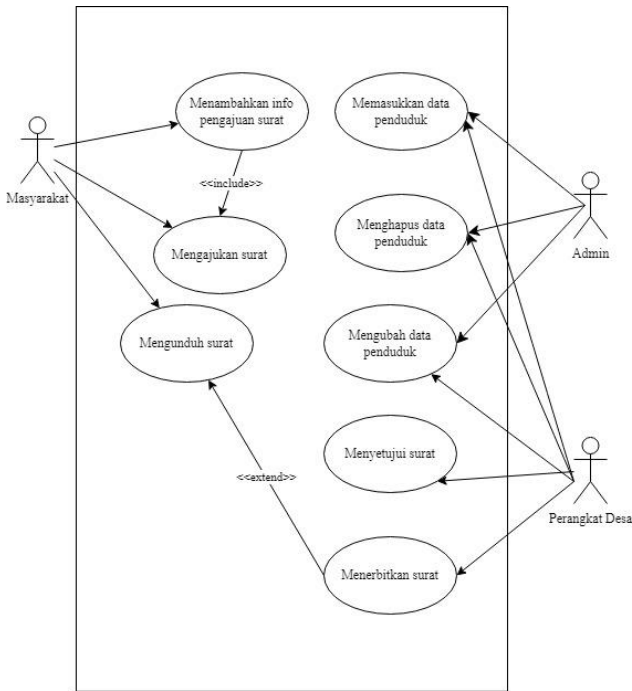 Menambahkan info
pengajuan surat
Memasukkan data
penduduk
Masyarakat
<<include>>
Mengajukan surat
Menghapus data
penduduk
Admin
Mengunduh surat
Mengubah data
penduduk
Menyetujui surat
<<extend>>
Perangkat Desa
Menerbitkan surat